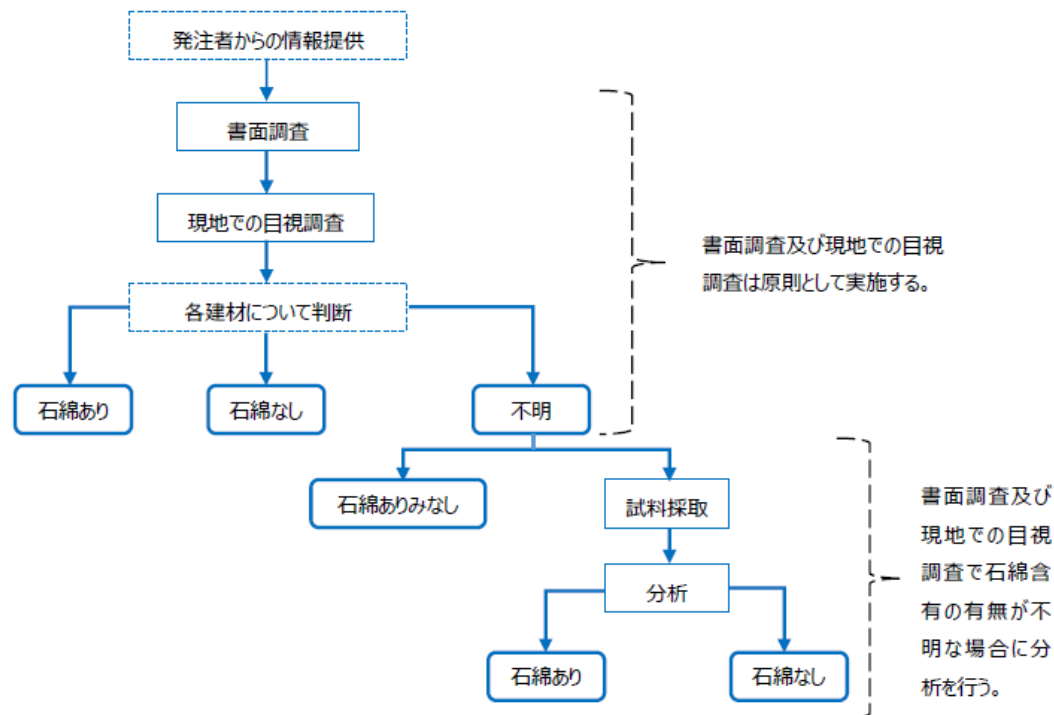 発注者からの情報提供
書面調査
現地での目視調査
書面調査及び現地での目視
調査は原則として実施する。
各建材について判断
石綿あり
石綿なし
不明
石綿ありみなし
試料採取
分析
石綿あり
石綿なし
書面調査及び
現地での目視
調査で石綿含
有の有無が不
明な場合に分
析を行う。